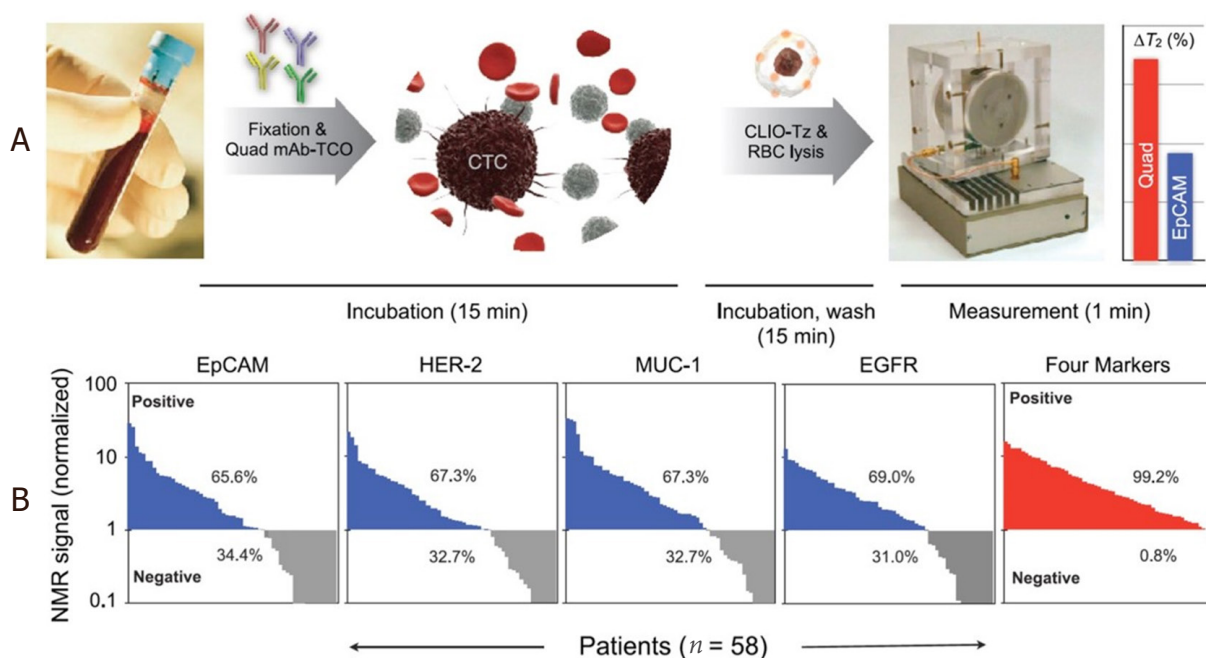 A
Fixation &
Quad mAb-TCO
CTC
CLIO-Tz &
RBC lysis
ΔT₂ (%)
Quad
EpCAM
Incubation (15 min)
Incubation, wash
(15 min)
Measurement (1 min)
B
NMR signal (normalized)
100
10
1
0.1
EpCAM
Positive
65.6%
34.4%
Negative
HER-2
67.3%
32.7%
MUC-1
67.3%
32.7%
EGFR
69.0%
31.0%
Four Markers
Positive
99.2%
0.8%
Negative
Patients (n = 58)